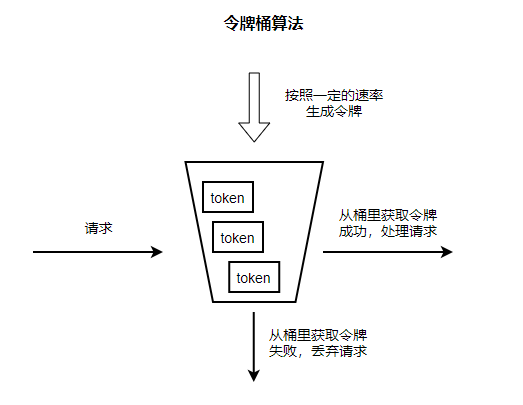 令牌桶算法
按照一定的速率
生成令牌
token
token
token
请求
从桶里获取令牌
成功，处理请求
从桶里获取令牌
失败，丢弃请求